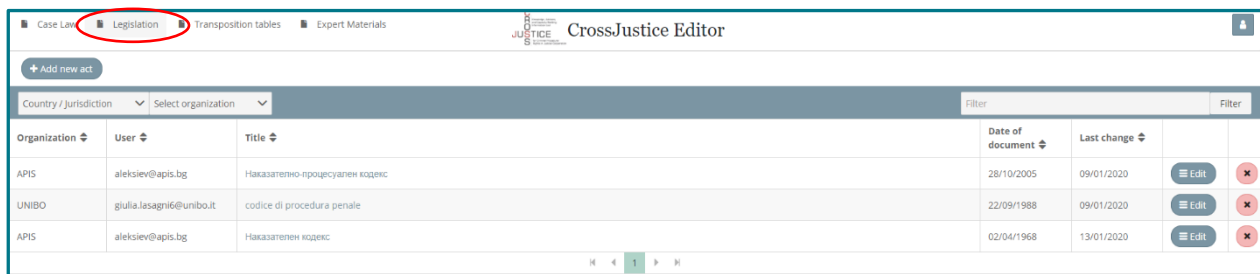 Case Law Legislation Transposition tables Expert Materials
JUSTICE CrossJustice Editor
+ Add new act
Country / Jurisdiction Select organization Filter Filter
Organization User Title Date of document Last change
APIS aleksiev@apis.bg Наказателно-процесуален кодекс 28/10/2005 09/01/2020 Edit
UNIBO giulia.lasagni6@unibo.it codice di procedura penale 22/09/1988 09/01/2020 Edit
APIS aleksiev@apis.bg Наказателен кодекс 02/04/1968 13/01/2020 Edit
1